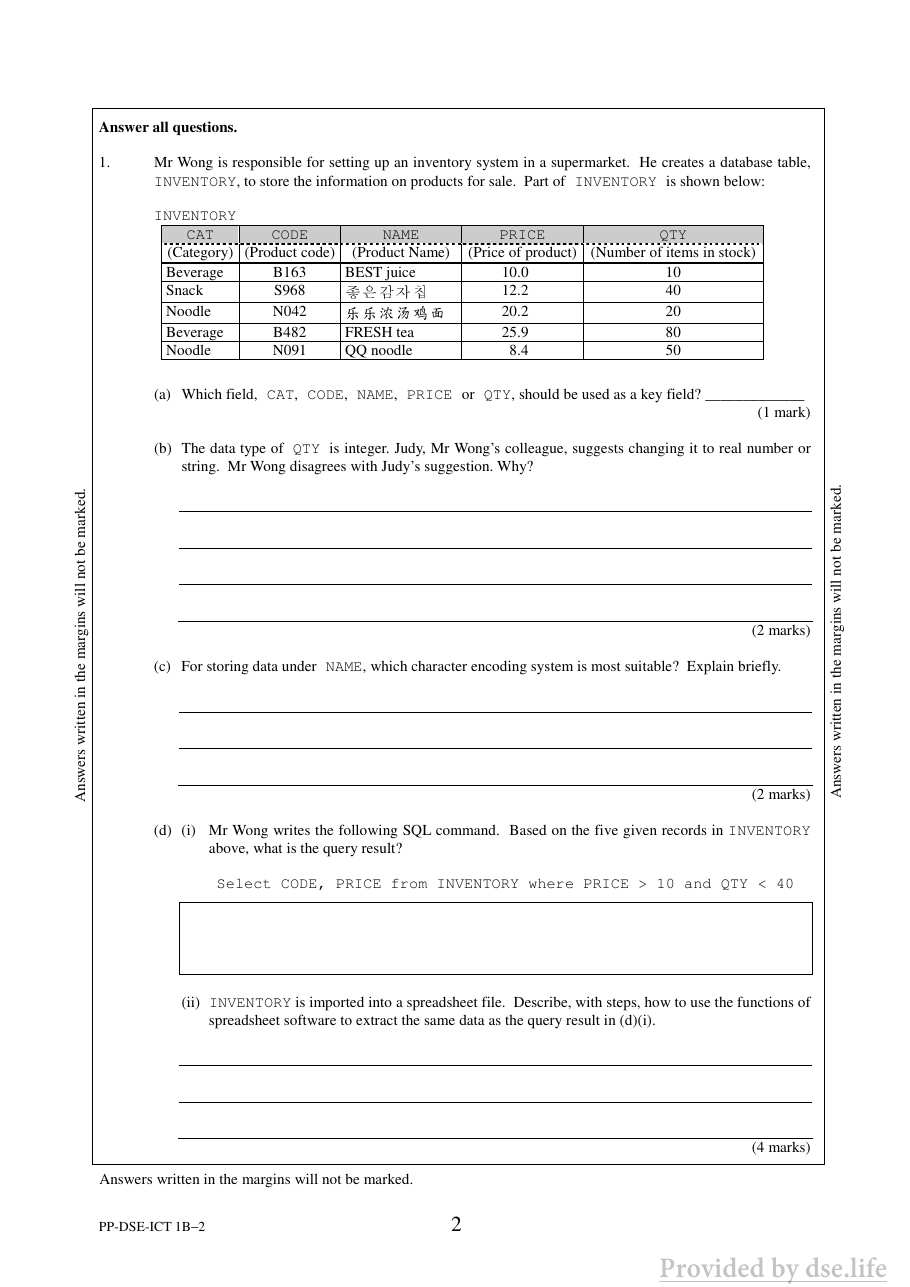 Answer all questions.
1. Mr Wong is responsible for setting up an inventory system in a supermarket. He creates a database table,
INVENTORY, to store the information on products for sale. Part of INVENTORY is shown below:
INVENTORY
CAT CODE NAME PRICE QTY
(Category) (Product code) (Product Name) (Price of product) (Number of items in stock)
Beverage B163 BEST juice 10.0 10
Snack S968 좋은감자칩 12.2 40
Noodle N042 乐乐浓汤鸡面 20.2 20
Beverage B482 FRESH tea 25.9 80
Noodle N091 QQ noodle 8.4 50
(a) Which field, CAT, CODE, NAME, PRICE or QTY, should be used as a key field? ____________
(1 mark)
(b) The data type of QTY is integer. Judy, Mr Wong's colleague, suggests changing it to real number or
string. Mr Wong disagrees with Judy's suggestion. Why?
(2 marks)
(c) For storing data under NAME, which character encoding system is most suitable? Explain briefly.
(2 marks)
(d) (i) Mr Wong writes the following SQL command. Based on the five given records in INVENTORY
above, what is the query result?
Select CODE, PRICE from INVENTORY where PRICE > 10 and QTY < 40
(ii) INVENTORY is imported into a spreadsheet file. Describe, with steps, how to use the functions of
spreadsheet software to extract the same data as the query result in (d)(i).
(4 marks)
Answers written in the margins will not be marked.
Answers written in the margins will not be marked.
Answers written in the margins will not be marked.
PP-DSE-ICT 1B–2
2
Provided by dse.life